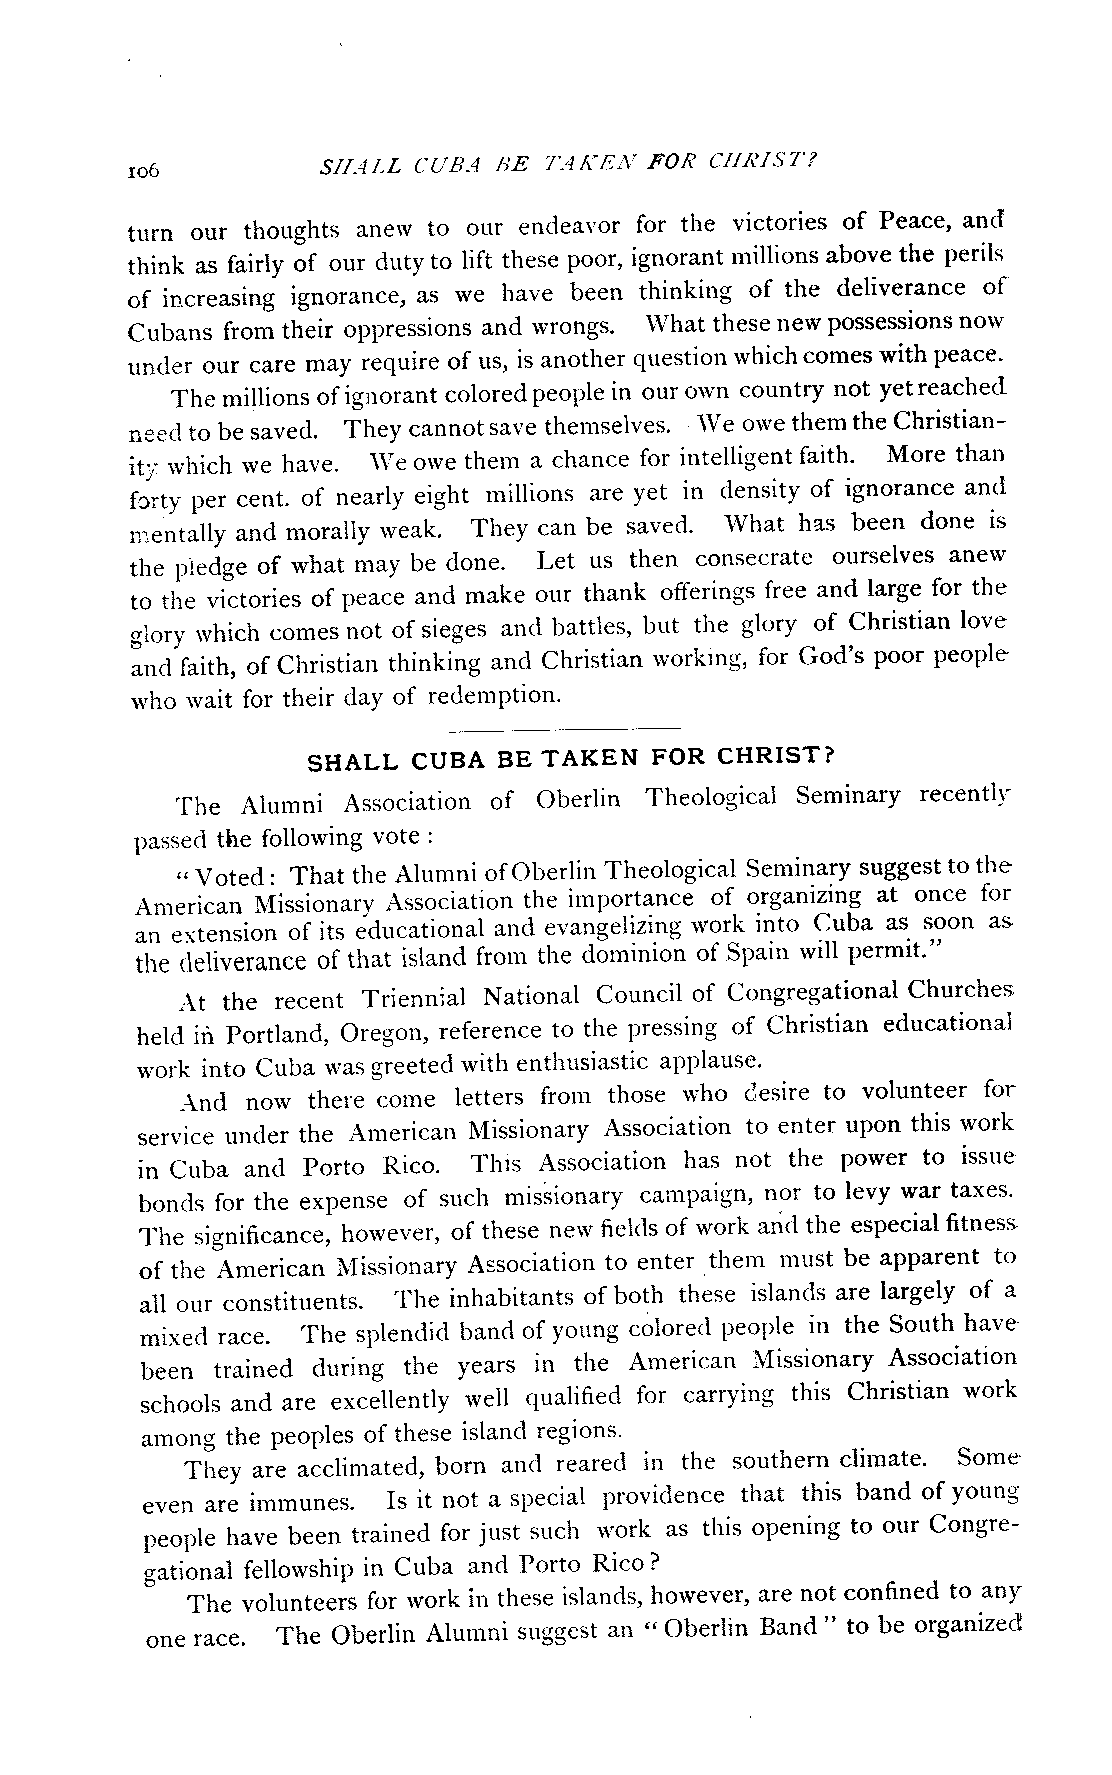 106 SHALL CUBA BE TAKEN FOR CHRIST?
turn our thoughts anew to our endeavor for the victories of Peace, and
think as fairly of our duty to lift these poor, ignorant millions above the perils
of increasing ignorance, as we have been thinking of the deliverance of
Cubans from their oppressions and wrongs. What these new possessions now
under our care may require of us, is another question which comes with peace.
The millions of ignorant colored people in our own country not yet reached
need to be saved. They cannot save themselves. We owe them the Christian-
ity which we have. We owe them a chance for intelligent faith. More than
forty per cent. of nearly eight millions are yet in density of ignorance and
mentally and morally weak. They can be saved. What has been done is
the pledge of what may be done. Let us then consecrate ourselves anew
to the victories of peace and make our thank offerings free and large for the
glory which comes not of sieges and battles, but the glory of Christian love
and faith, of Christian thinking and Christian working, for God's poor people
who wait for their day of redemption.
SHALL CUBA BE TAKEN FOR CHRIST?
The Alumni Association of Oberlin Theological Seminary recently
passed the following vote :
"Voted: That the Alumni of Oberlin Theological Seminary suggest to the
American Missionary Association the importance of organizing at once for
an extension of its educational and evangelizing work into Cuba as soon as
the deliverance of that island from the dominion of Spain will permit."
At the recent Triennial National Council of Congregational Churches
held in Portland, Oregon, reference to the pressing of Christian educational
work into Cuba was greeted with enthusiastic applause.
And now there come letters from those who desire to volunteer for
service under the American Missionary Association to enter upon this work
in Cuba and Porto Rico. This Association has not the power to issue
bonds for the expense of such missionary campaign, nor to levy war taxes.
The significance, however, of these new fields of work and the especial fitness
of the American Missionary Association to enter them must be apparent to
all our constituents. The inhabitants of both these islands are largely of a
mixed race. The splendid band of young colored people in the South have
been trained during the years in the American Missionary Association
schools and are excellently well qualified for carrying this Christian work
among the peoples of these island regions.
They are acclimated, born and reared in the southern climate. Some
even are immunes. Is it not a special providence that this band of young
people have been trained for just such work as this opening to our Congre-
gational fellowship in Cuba and Porto Rico?
The volunteers for work in these islands, however, are not confined to any
one race. The Oberlin Alumni suggest an "Oberlin Band" to be organized